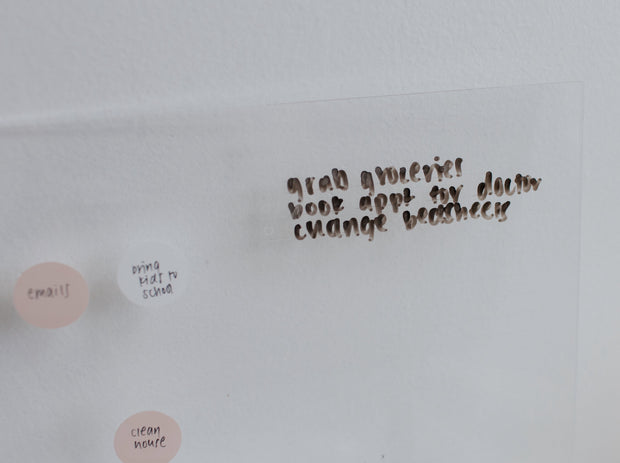 grab groceries
book appt for doctor
change bedsheets
emails
bring
kids to
school
clean
house